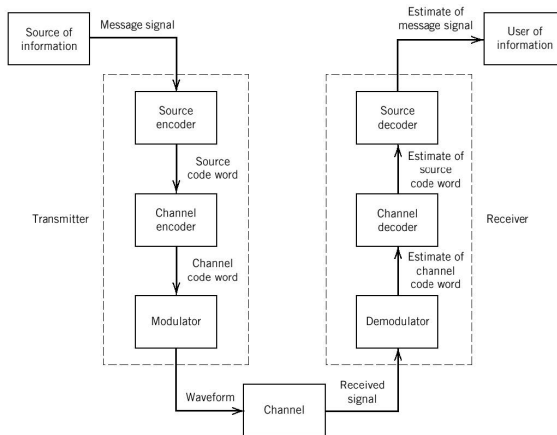 Source of
information
Message signal
Source
encoder
Source
code word
Transmitter
Channel
encoder
Channel
code word
Modulator
Waveform
Channel
Received
signal
Demodulator
Estimate of
channel
code word
Channel
decoder
Receiver
Estimate of
source
code word
Source
decoder
Estimate of
message signal
User of
information